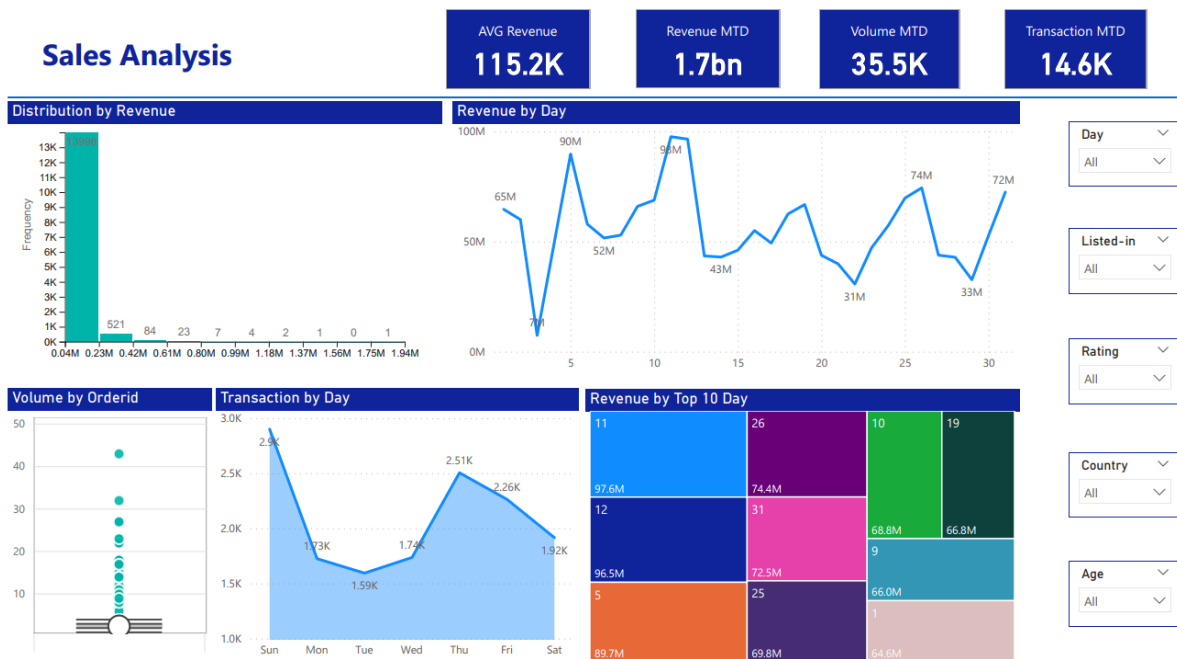 Sales Analysis
AVG Revenue
115.2K
Revenue MTD
1.7bn
Volume MTD
35.5K
Transaction MTD
14.6K
Distribution by Revenue
Frequency
13K
12K
11K
10K
9K
8K
7K
6K
5K
4K
3K
2K
1K
0K
521
84
23
7
4
2
1
0
1
0.04M 0.23M 0.42M 0.61M 0.80M 0.99M 1.18M 1.37M 1.56M 1.75M 1.94M
Revenue by Day
100M
50M
0M
65M
7M
90M
52M
98M
43M
31M
74M
33M
72M
5 10 15 20 25 30
Day
All
Listed-in
All
Rating
All
Country
All
Age
All
Volume by Orderid
50
40
30
20
10
Transaction by Day
3.0K
2.5K
2.0K
1.5K
1.0K
2.9K
1.73K
1.59K
1.74K
2.51K
2.26K
1.92K
Sun Mon Tue Wed Thu Fri Sat
Revenue by Top 10 Day
11
97.6M
12
96.5M
5
89.7M
26
74.4M
31
72.5M
25
69.8M
10
68.8M
19
66.8M
9
66.0M
1
64.6M